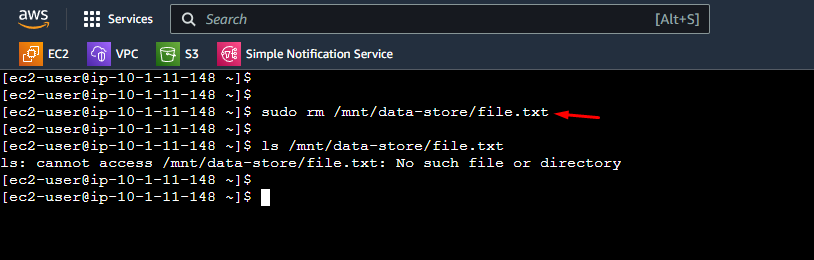 aws Services Search [Alt+S]
EC2 VPC S3 Simple Notification Service
[ec2-user@ip-10-1-11-148 ~]$
[ec2-user@ip-10-1-11-148 ~]$
[ec2-user@ip-10-1-11-148 ~]$ sudo rm /mnt/data-store/file.txt
[ec2-user@ip-10-1-11-148 ~]$
[ec2-user@ip-10-1-11-148 ~]$ ls /mnt/data-store/file.txt
ls: cannot access /mnt/data-store/file.txt: No such file or directory
[ec2-user@ip-10-1-11-148 ~]$
[ec2-user@ip-10-1-11-148 ~]$